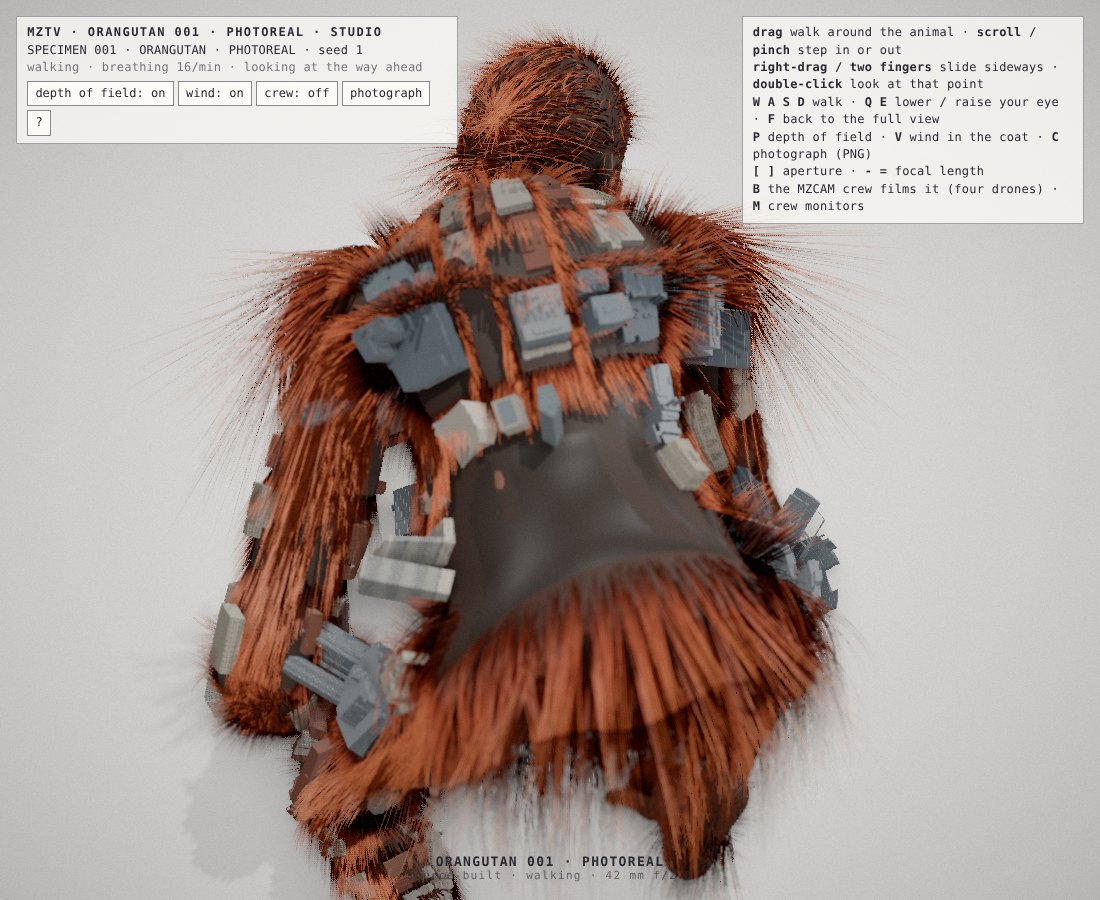 MZTV · ORANGUTAN 001 · PHOTOREAL · STUDIO
SPECIMEN 001 · ORANGUTAN · PHOTOREAL · seed 1
walking · breathing 16/min · looking at the way ahead
depth of field: on
wind: on
crew: off
photograph
?
drag walk around the animal · scroll /
pinch step in or out
right-drag / two fingers slide sideways ·
double-click look at that point
W A S D walk · Q E lower / raise your eye
· F back to the full view
P depth of field · V wind in the coat · C
photograph (PNG)
[ ] aperture · - = focal length
B the MZCAM crew films it (four drones) ·
M crew monitors
ORANGUTAN 001 · PHOTOREAL
built · walking · 42 mm